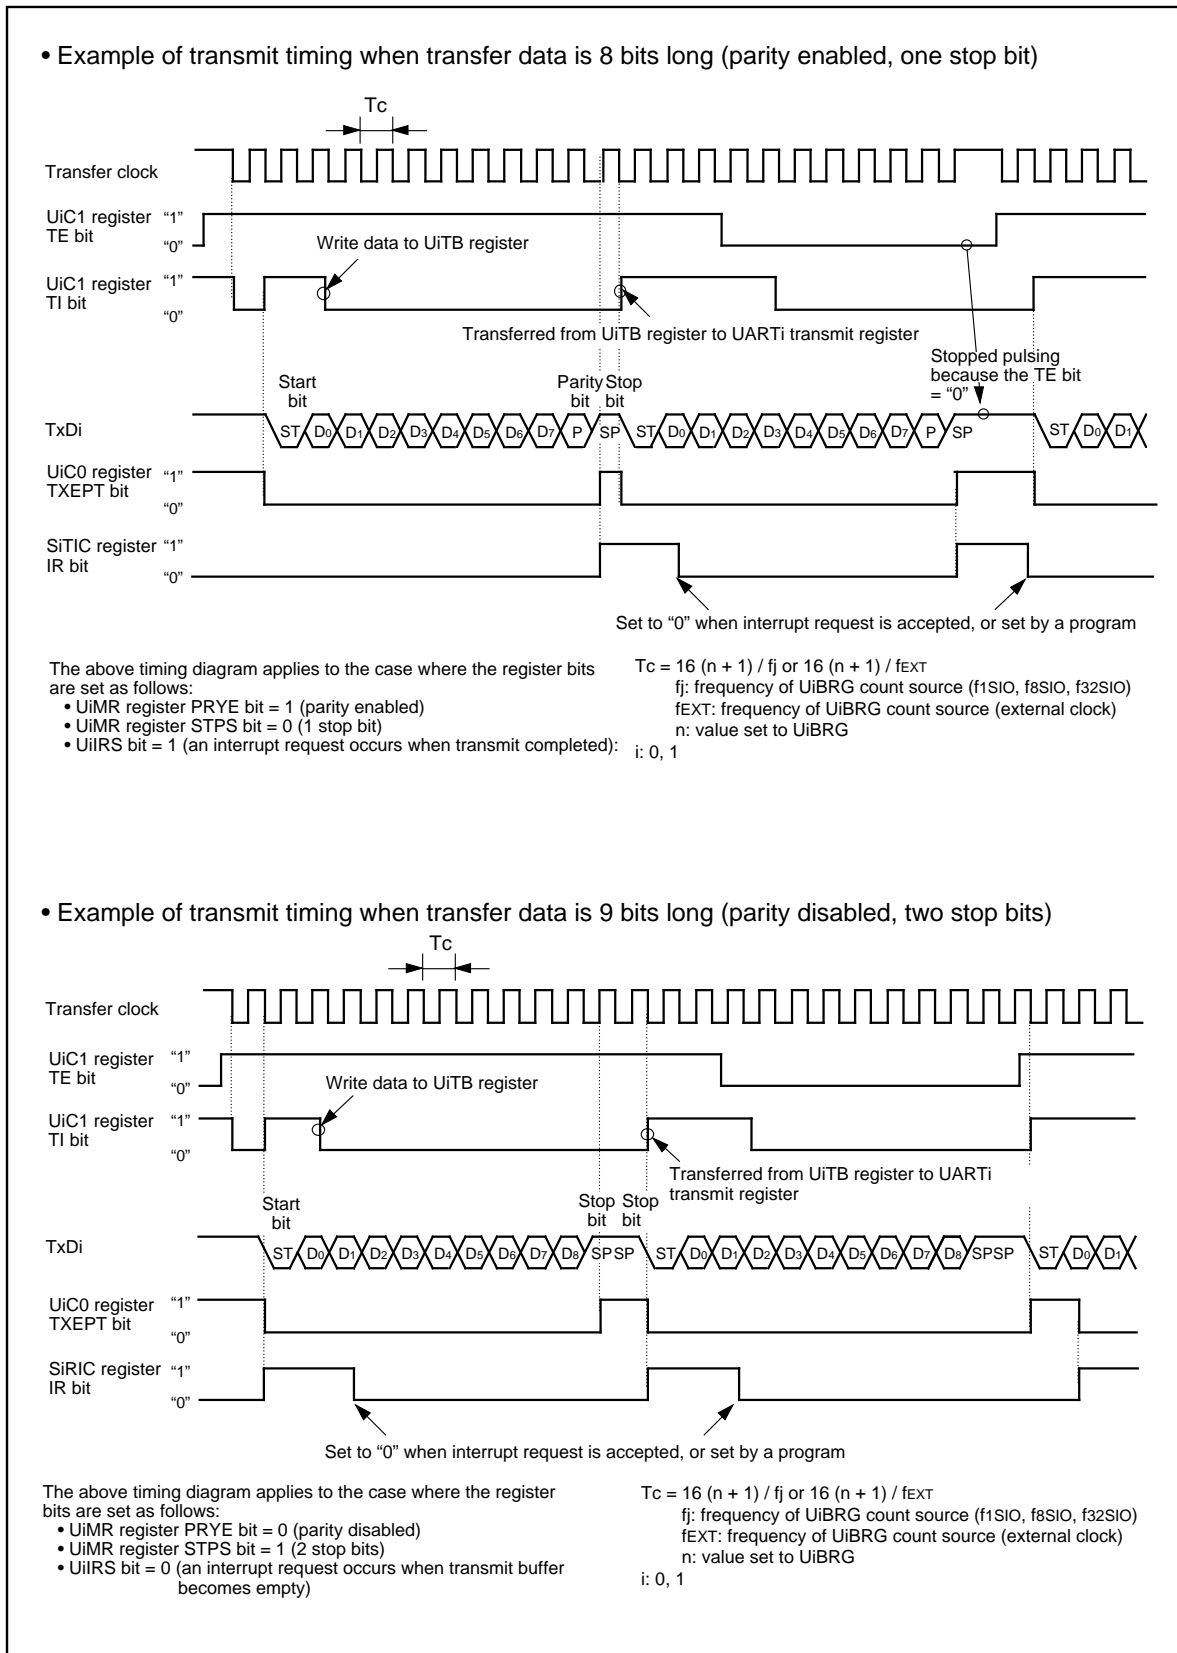 • Example of transmit timing when transfer data is 8 bits long (parity enabled, one stop bit)
Tc
Transfer clock
UiC1 register
TE bit
“1”
“0”
Write data to UiTB register
UiC1 register
TI bit
“1”
“0”
Transferred from UiTB register to UARTi transmit register
Stopped pulsing
because the TE bit
= “0”
Start
bit
Parity
bit
Stop
bit
TxDi
ST D0 D1 D2 D3 D4 D5 D6 D7 P SP ST D0 D1 D2 D3 D4 D5 D6 D7 P SP ST D0 D1
UiC0 register
TXEPT bit
“1”
“0”
SiTIC register
IR bit
“1”
“0”
Set to “0” when interrupt request is accepted, or set by a program
The above timing diagram applies to the case where the register bits
are set as follows:
• UiMR register PRYE bit = 1 (parity enabled)
• UiMR register STPS bit = 0 (1 stop bit)
• UiIRS bit = 1 (an interrupt request occurs when transmit completed):
Tc = 16 (n + 1) / fj or 16 (n + 1) / fEXT
fj: frequency of UiBRG count source (f1SIO, f8SIO, f32SIO)
fEXT: frequency of UiBRG count source (external clock)
n: value set to UiBRG
i: 0, 1
• Example of transmit timing when transfer data is 9 bits long (parity disabled, two stop bits)
Tc
Transfer clock
UiC1 register
TE bit
“1”
“0”
Write data to UiTB register
UiC1 register
TI bit
“1”
“0”
Transferred from UiTB register to UARTi
transmit register
Start
bit
Stop
bit
Stop
bit
TxDi
ST D0 D1 D2 D3 D4 D5 D6 D7 D8 SPSP ST D0 D1 D2 D3 D4 D5 D6 D7 D8 SPSP ST D0 D1
UiC0 register
TXEPT bit
“1”
“0”
SiRIC register
IR bit
“1”
“0”
Set to “0” when interrupt request is accepted, or set by a program
The above timing diagram applies to the case where the register
bits are set as follows:
• UiMR register PRYE bit = 0 (parity disabled)
• UiMR register STPS bit = 1 (2 stop bits)
• UiIRS bit = 0 (an interrupt request occurs when transmit buffer
becomes empty)
Tc = 16 (n + 1) / fj or 16 (n + 1) / fEXT
fj: frequency of UiBRG count source (f1SIO, f8SIO, f32SIO)
fEXT: frequency of UiBRG count source (external clock)
n: value set to UiBRG
i: 0, 1